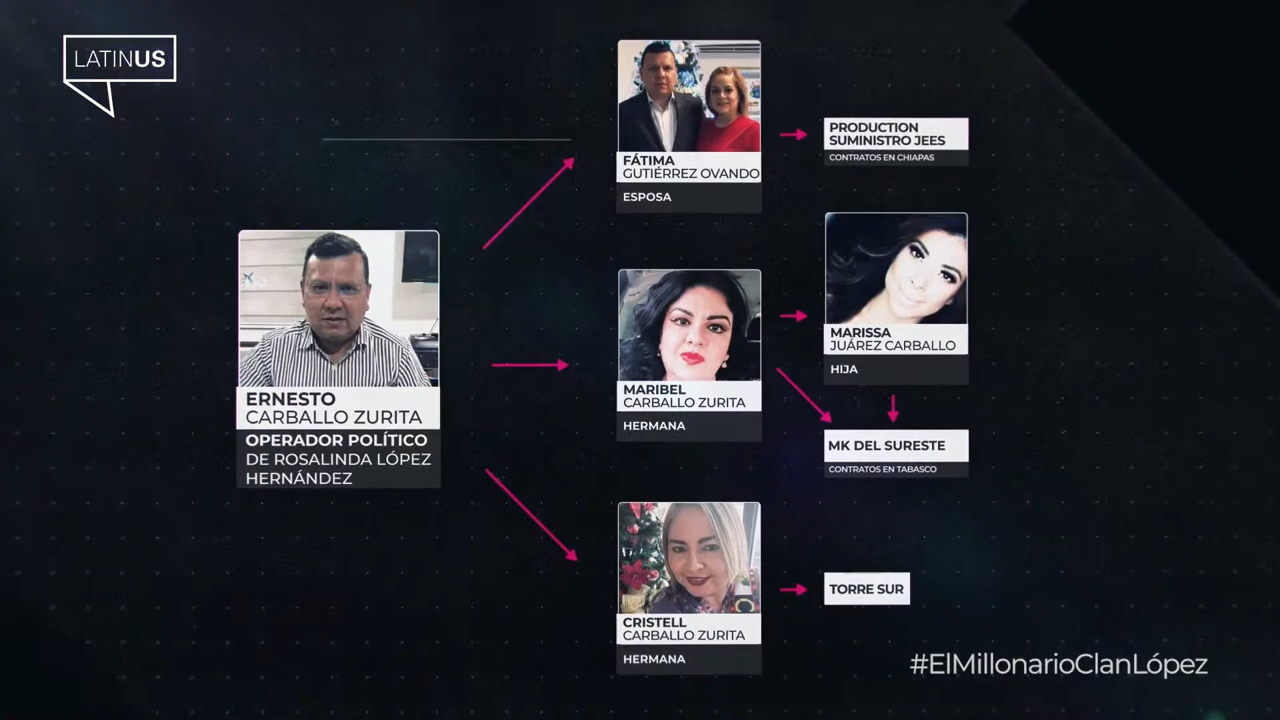 LATINUS
FÁTIMA
GUTIÉRREZ OVANDO
ESPOSA
PRODUCTION
SUMINISTRO JEES
CONTRATOS EN CHIAPAS
ERNESTO
CARBALLO ZURITA
OPERADOR POLÍTICO
DE ROSALINDA LÓPEZ
HERNÁNDEZ
MARIBEL
CARBALLO ZURITA
HERMANA
MARISSA
JUÁREZ CARBALLO
HIJA
MK DEL SURESTE
CONTRATOS EN TABASCO
CRISTELL
CARBALLO ZURITA
HERMANA
TORRE SUR
#ElMillonarioClanLópez